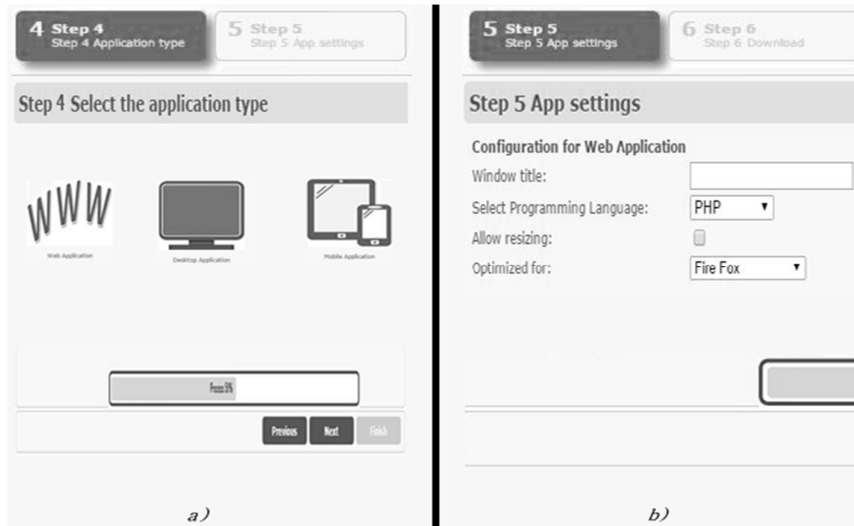 4 Step 4
Step 4 Application type
5 Step 5
Step 5 App settings
Step 4 Select the application type
WWW
Web Application
Desktop Application
Mobile Application
Previous
Next
Finish
a)
5 Step 5
Step 5 App settings
6 Step 6
Step 6 Download
Step 5 App settings
Configuration for Web Application
Window title:
Select Programming Language:
PHP
Allow resizing:
Optimized for:
Fire Fox
b)